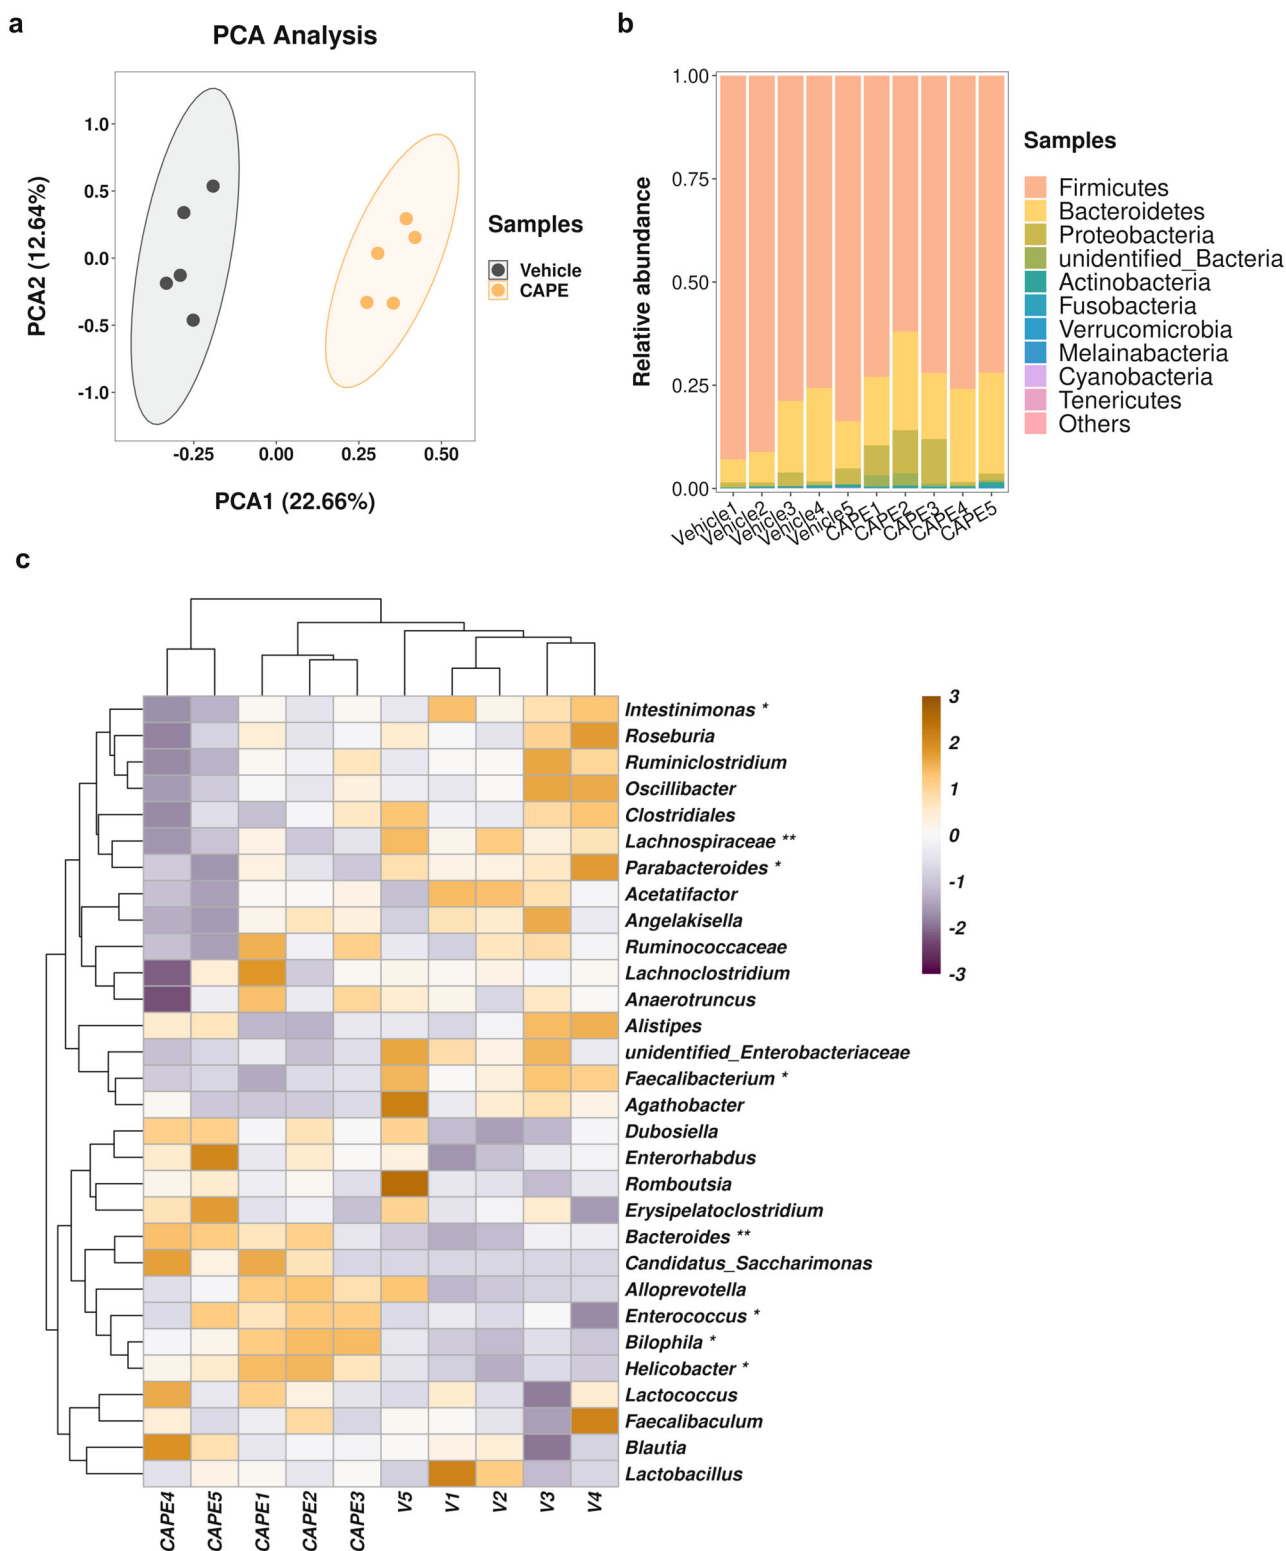 a
PCA Analysis
PCA2 (12.64%)
1.0
0.5
0.0
-0.5
-1.0
-0.25
0.00
0.25
0.50
PCA1 (22.66%)
Samples
Vehicle
CAPE
b
Relative abundance
1.00
0.75
0.50
0.25
0.00
Vehicle1
Vehicle2
Vehicle3
Vehicle4
Vehicle5
CAPE1
CAPE2
CAPE3
CAPE4
CAPE5
Samples
Firmicutes
Bacteroidetes
Proteobacteria
unidentified_Bacteria
Actinobacteria
Fusobacteria
Verrucomicrobia
Melainabacteria
Cyanobacteria
Tenericutes
Others
c
Intestinimonas *
Roseburia
Ruminiclostridium
Oscillibacter
Clostridiales
Lachnospiraceae **
Parabacteroides *
Acetatifactor
Angelakisella
Ruminococcaceae
Lachnoclostridium
Anaerotruncus
Alistipes
unidentified_Enterobacteriaceae
Faecalibacterium *
Agathobacter
Dubosiella
Enterorhabdus
Romboutsia
Erysipelatoclostridium
Bacteroides **
Candidatus_Saccharimonas
Alloprevotella
Enterococcus *
Bilophila *
Helicobacter *
Lactococcus
Faecalibaculum
Blautia
Lactobacillus
CAPE4
CAPE5
CAPE1
CAPE2
CAPE3
V5
V1
V2
V3
V4
3
2
1
0
-1
-2
-3